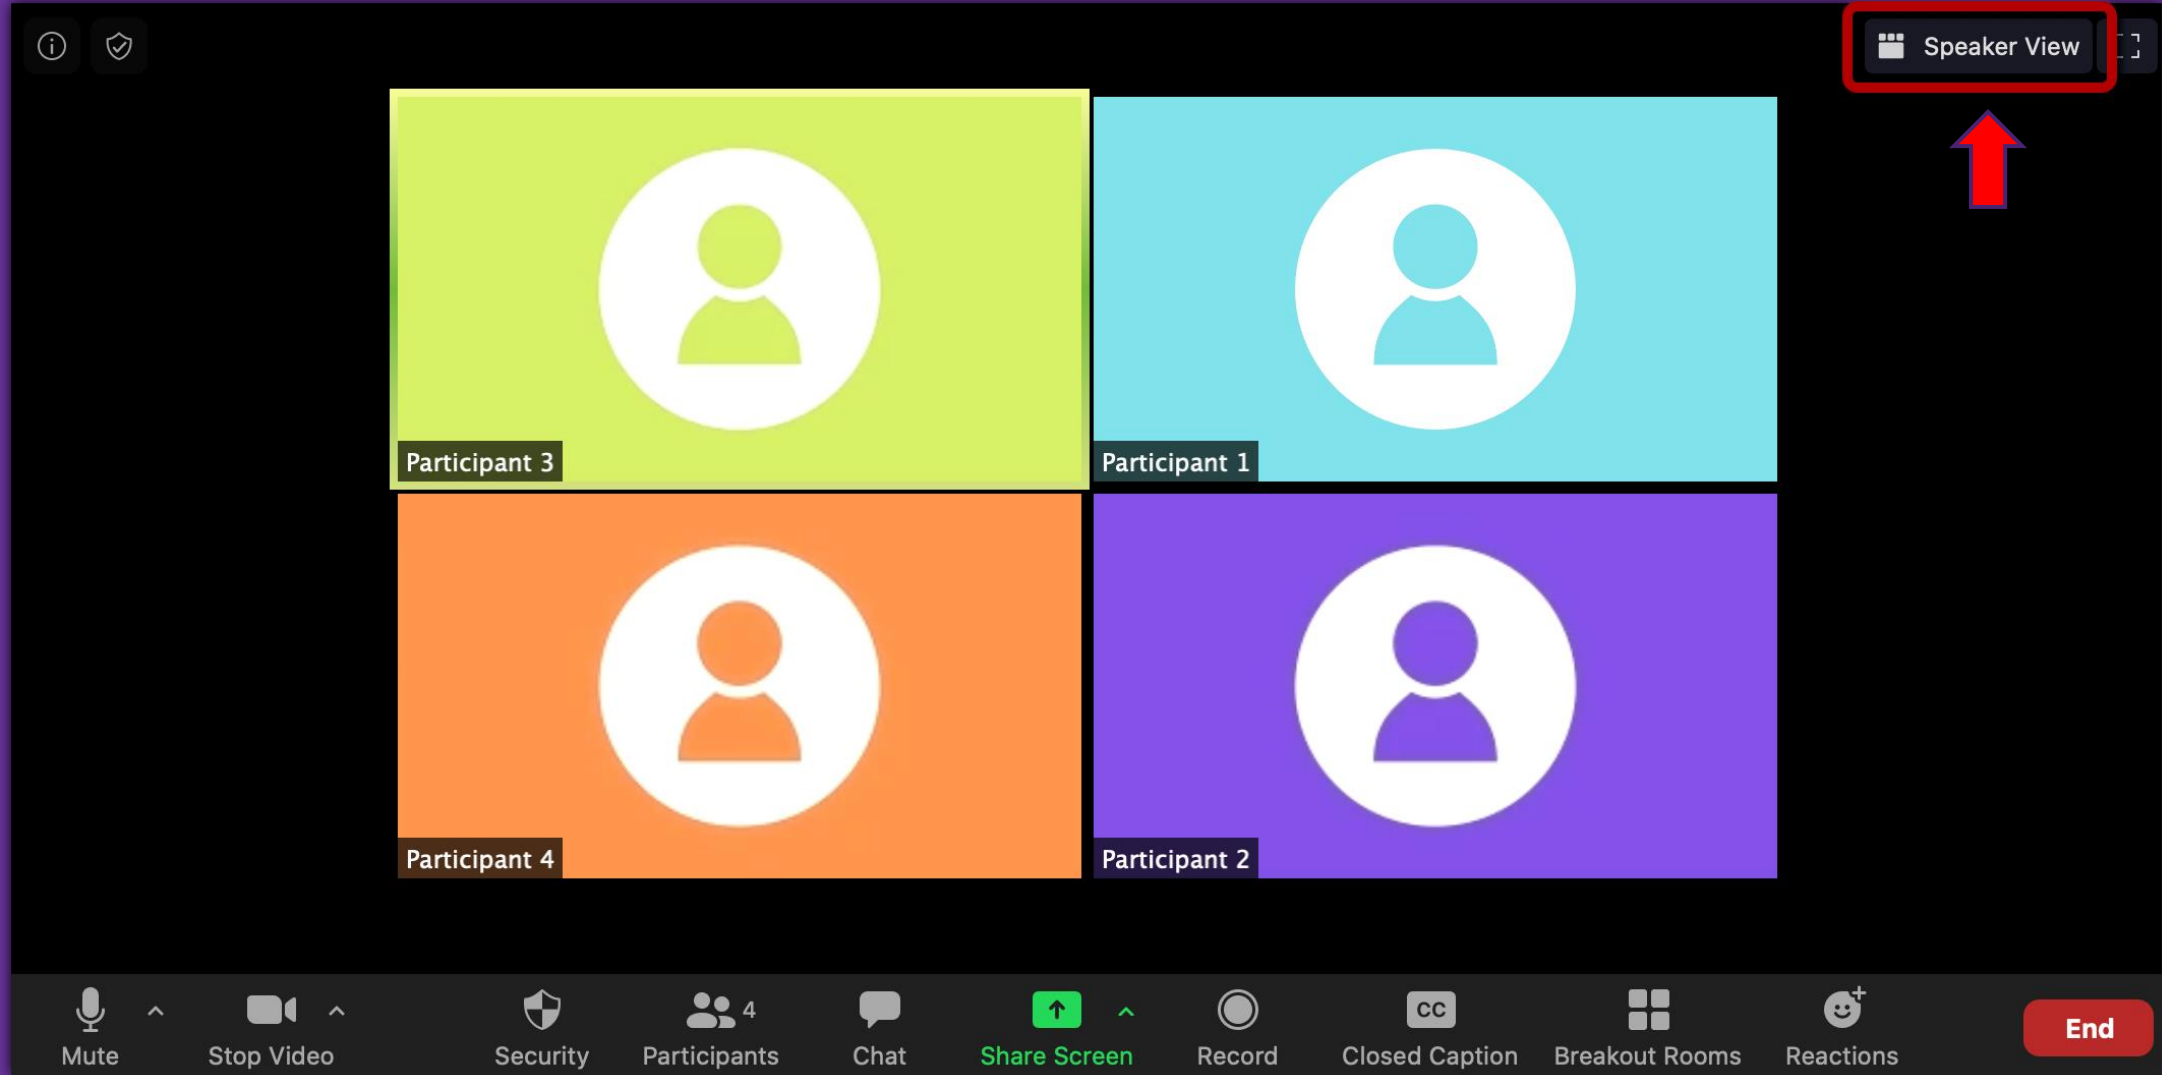 Speaker View
Participant 3
Participant 1
Participant 4
Participant 2
4
CC
Mute
Stop Video
Security
Participants
Chat
Share Screen
Record
Closed Caption
Breakout Rooms
Reactions
End